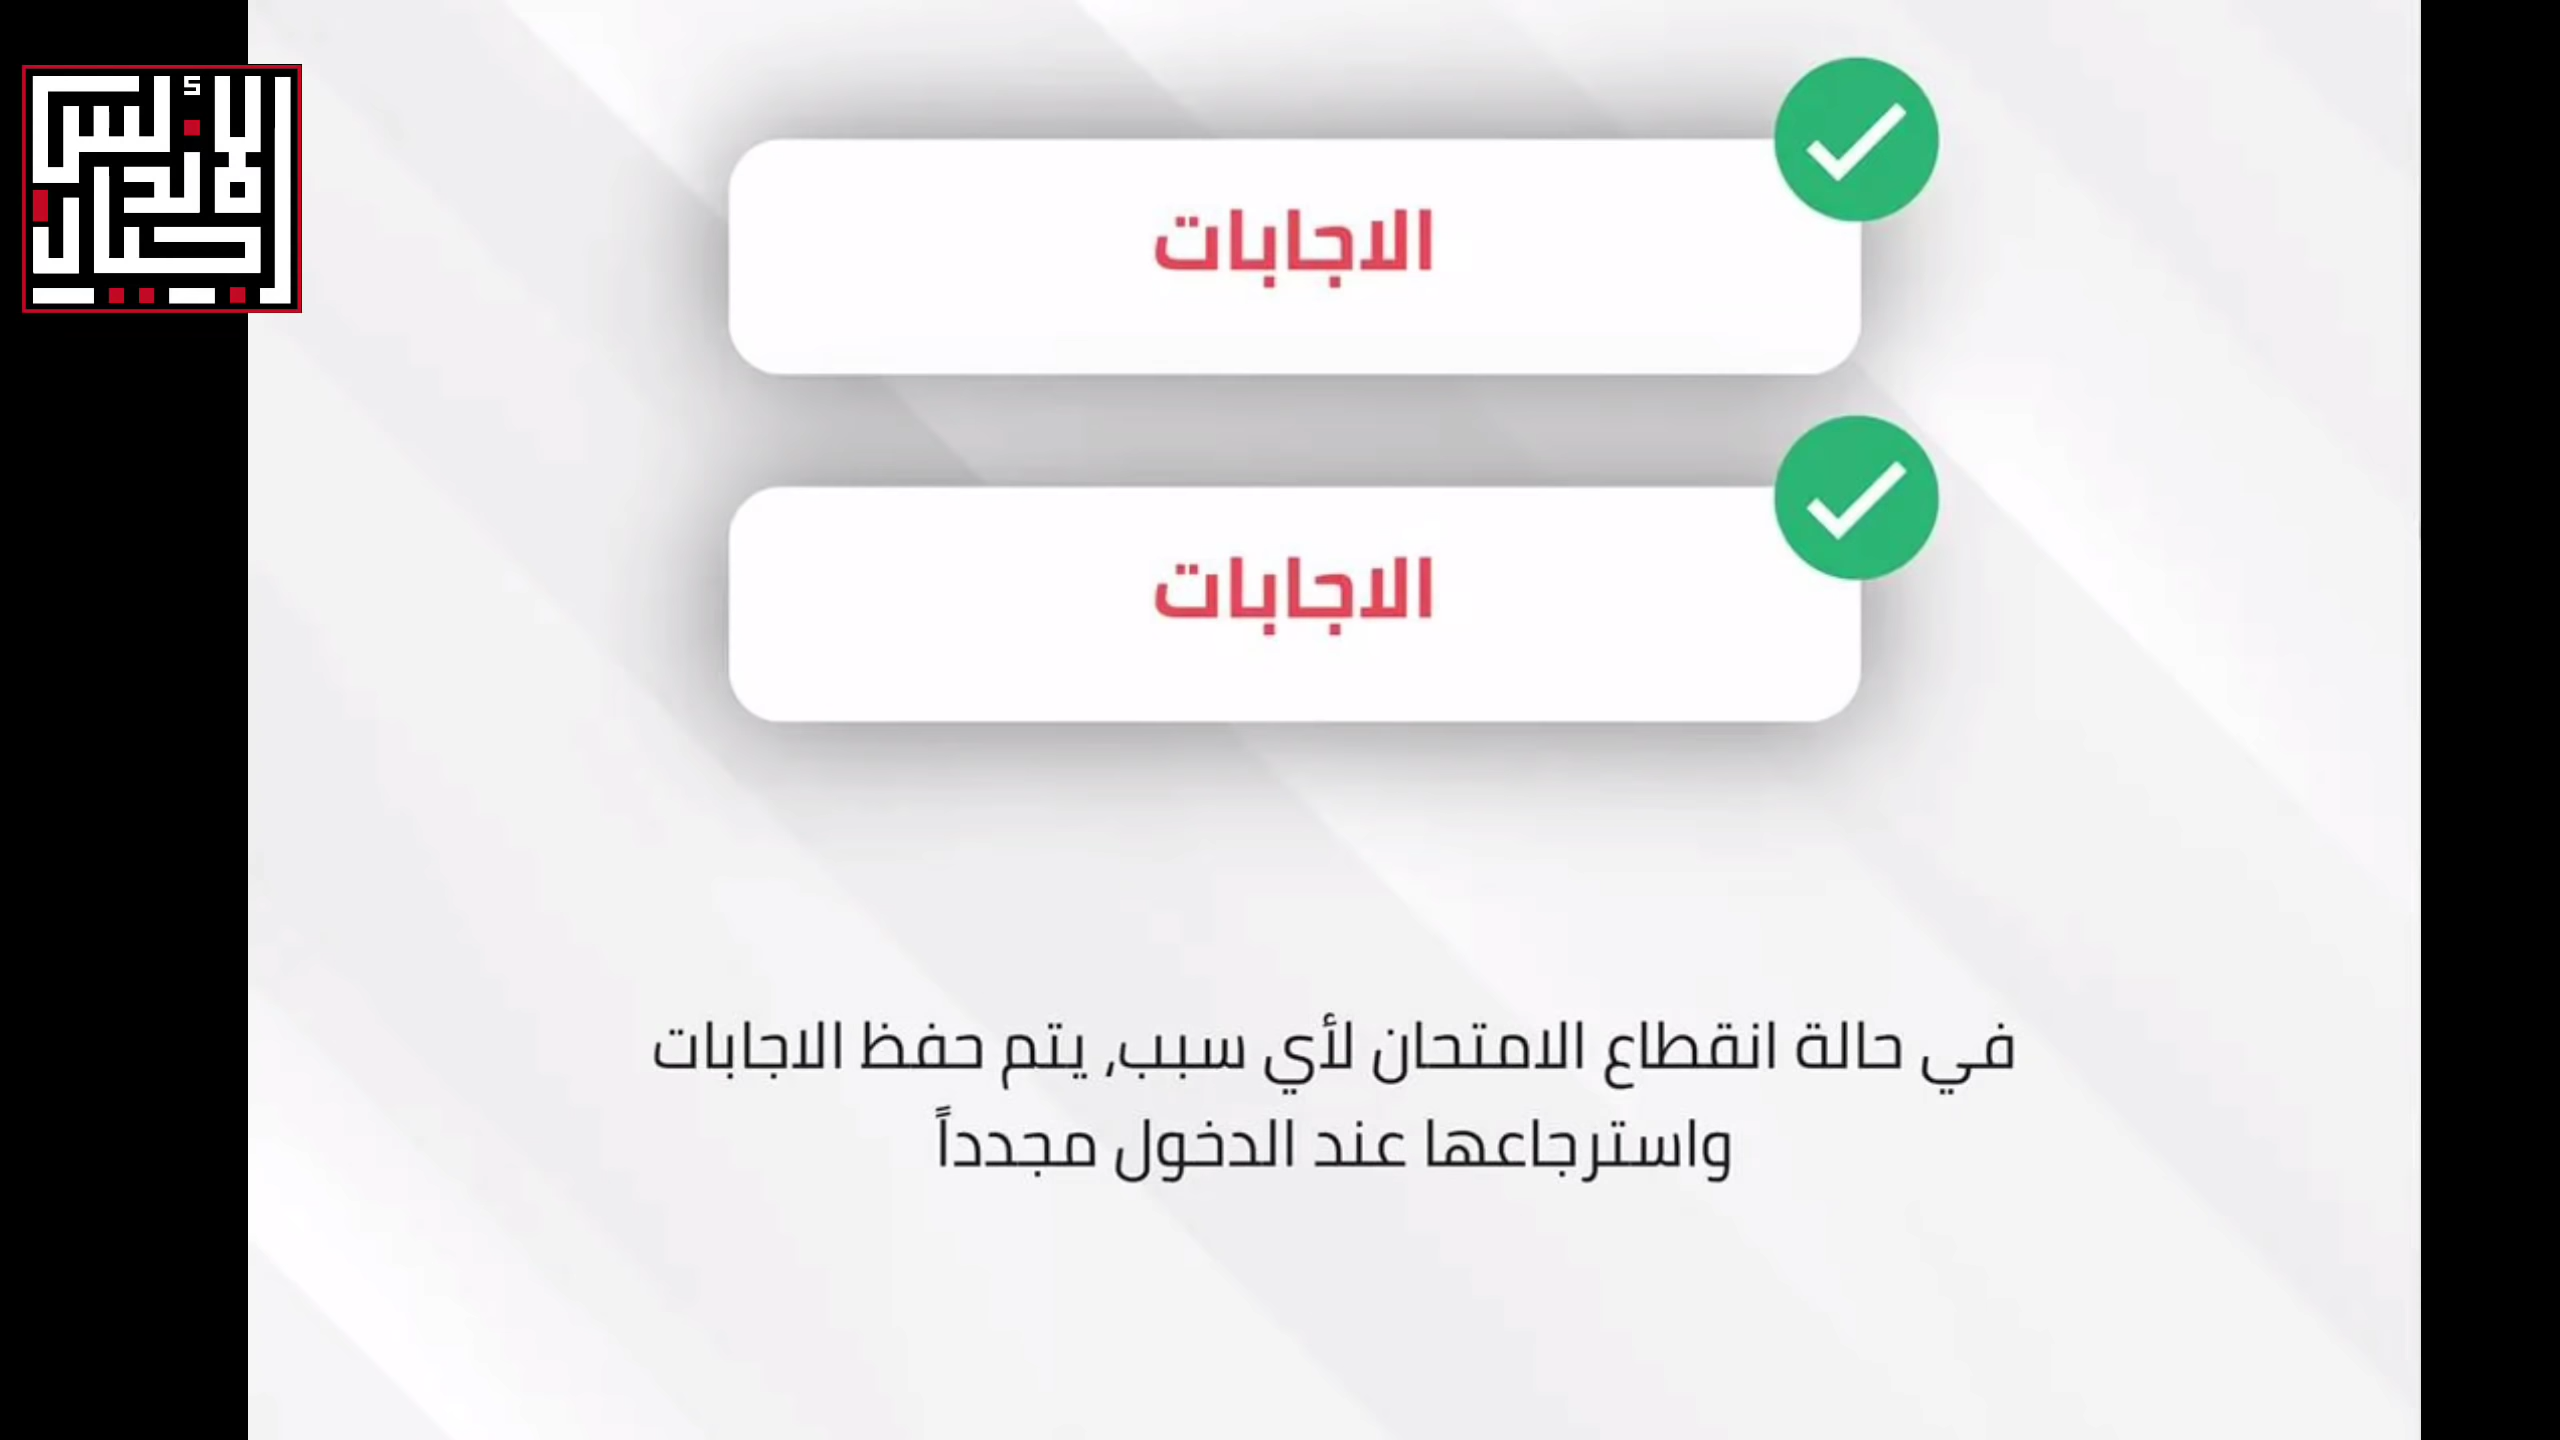 الاجابات
الاجابات
في حالة انقطاع الامتحان لأي سبب, يتم حفظ الاجابات
واسترجاعها عند الدخول مجدداً